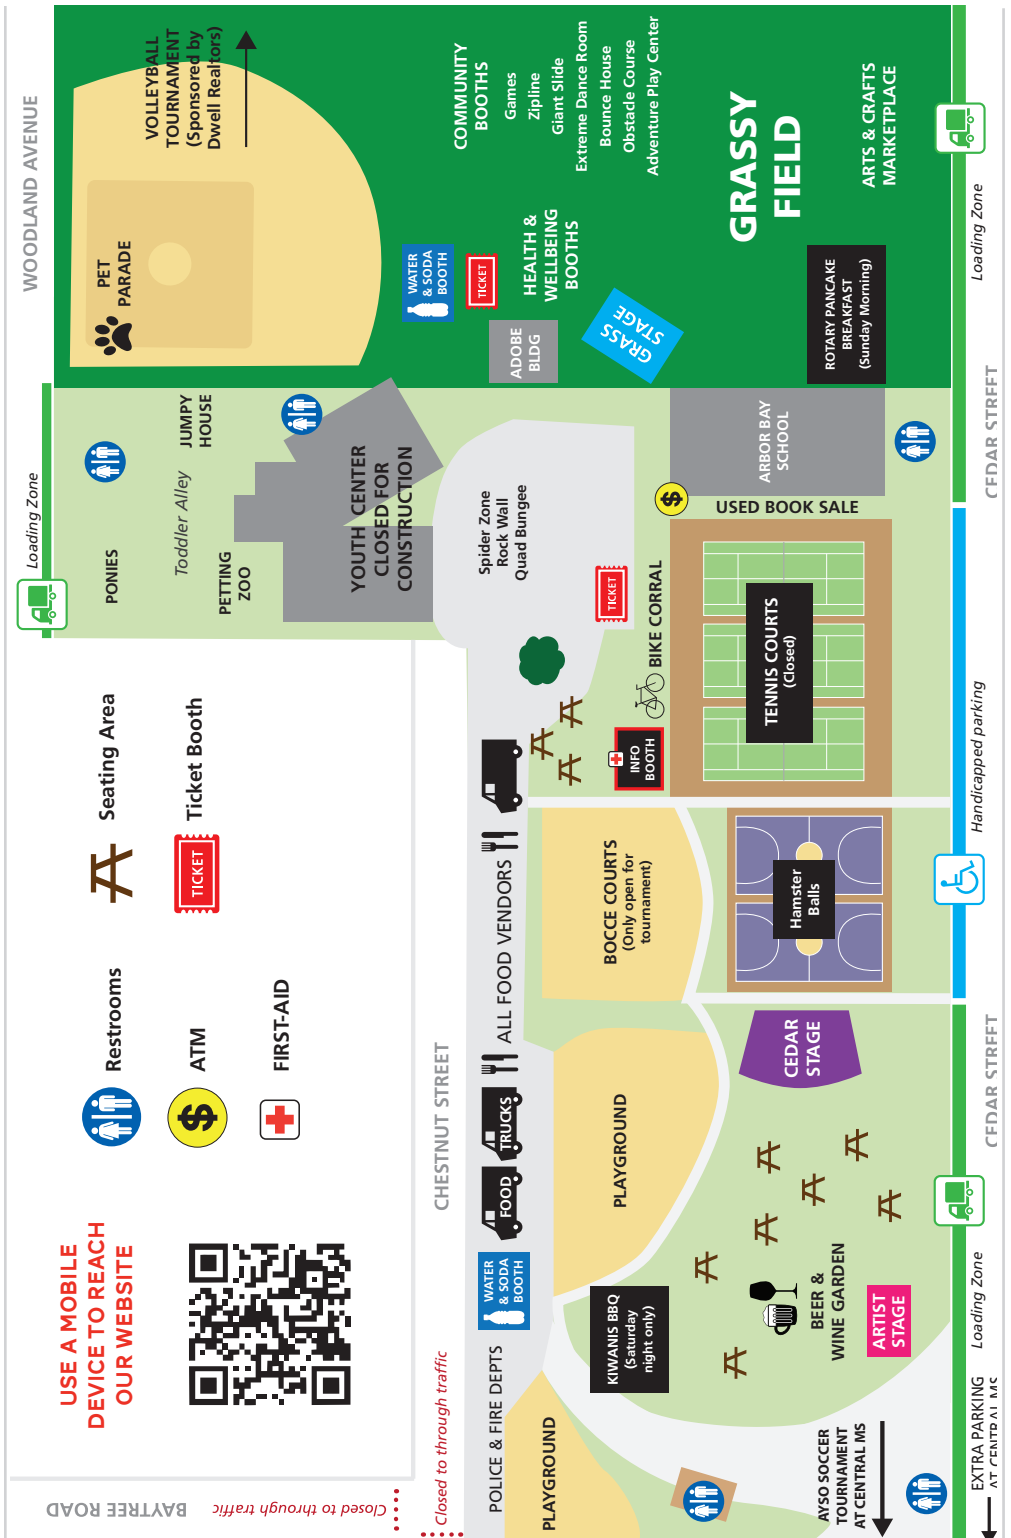 WOODLAND AVENUE
VOLLEYBALL
TOURNAMENT
(Sponsored by
Dwell Realtors)
PET
PARADE
COMMUNITY
BOOTHS
Games
Zipline
Giant Slide
Extreme Dance Room
Bounce House
Obstacle Course
Adventure Play Center
GRASSY
FIELD
ARTS & CRAFTS
MARKETPLACE
Loading Zone
WATER
& SODA
BOOTH
TICKET
HEALTH &
WELLBEING
BOOTHS
ADOBE
BLDG
GRASS
STAGE
ROTARY PANCAKE
BREAKFAST
(Sunday Morning)
CEDAR STREET
Loading Zone
PONIES
Toddler Alley
JUMPY
HOUSE
PETTING
ZOO
YOUTH CENTER
CLOSED FOR
CONSTRUCTION
Spider Zone
Rock Wall
Quad Bungee
TICKET
ARBOR BAY
SCHOOL
$
USED BOOK SALE
BIKE CORRAL
INFO
BOOTH
TENNIS COURTS
(Closed)
Handicapped parking
Seating Area
TICKET
Ticket Booth
Restrooms
$
ATM
FIRST-AID
CHESTNUT STREET
ALL FOOD VENDORS
BOCCE COURTS
(Only open for
tournament)
Hamster
Balls
CEDAR
STAGE
CEDAR STREET
FOOD
TRUCKS
PLAYGROUND
WATER
& SODA
BOOTH
KIWANIS BBQ
(Saturday
night only)
BEER &
WINE GARDEN
ARTIST
STAGE
Loading Zone
USE A MOBILE
DEVICE TO REACH
OUR WEBSITE
BAYTREE ROAD
Closed to through traffic
Closed to through traffic
POLICE & FIRE DEPTS
PLAYGROUND
AYSO SOCCER
TOURNAMENT
AT CENTRAL MS
EXTRA PARKING
AT CENTRAL MS